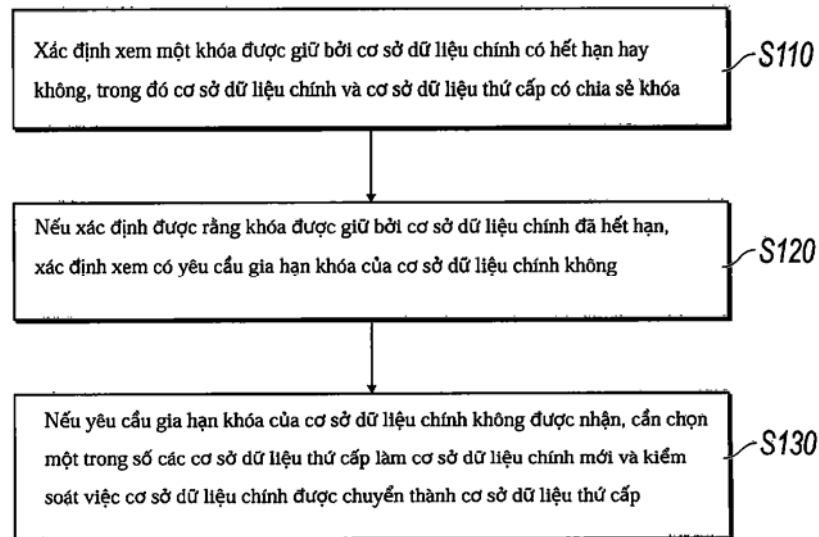 Xác định xem một khóa được giữ bởi cơ sở dữ liệu chính có hết hạn hay
không, trong đó cơ sở dữ liệu chính và cơ sở dữ liệu thứ cấp có chia sẻ khóa
S110
Nếu xác định được rằng khóa được giữ bởi cơ sở dữ liệu chính đã hết hạn,
xác định xem có yêu cầu gia hạn khóa của cơ sở dữ liệu chính không
S120
Nếu yêu cầu gia hạn khóa của cơ sở dữ liệu chính không được nhận, cần chọn
một trong số các cơ sở dữ liệu thứ cấp làm cơ sở dữ liệu chính mới và kiểm
soát việc cơ sở dữ liệu chính được chuyển thành cơ sở dữ liệu thứ cấp
S130